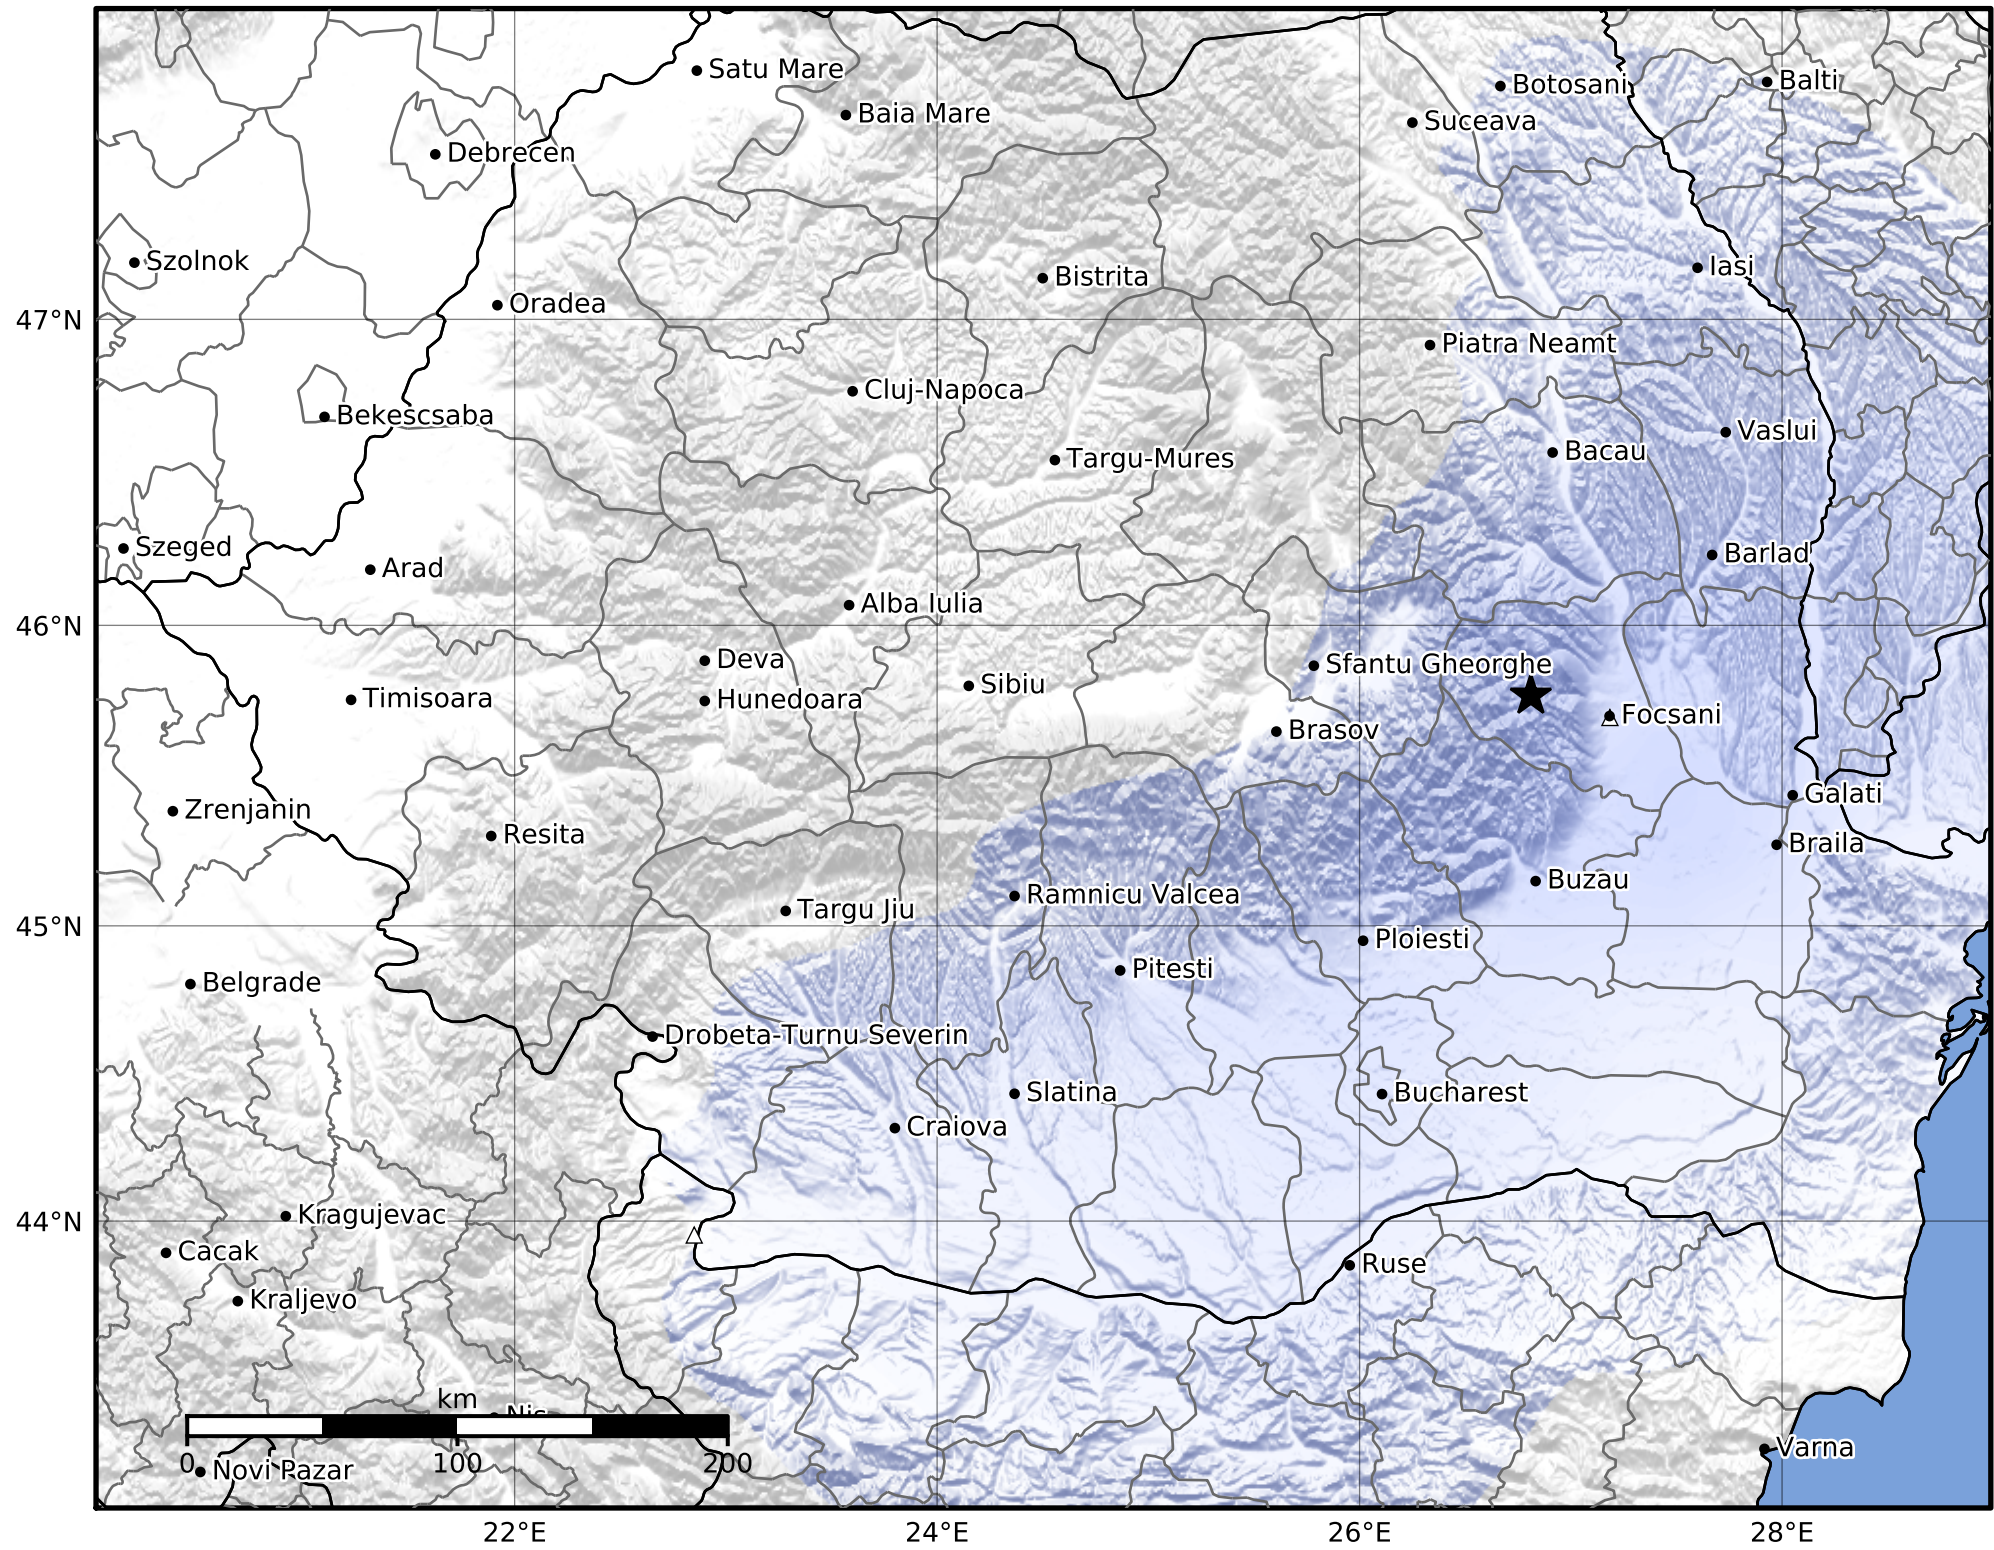 Satu Mare
Botosani
Balti
Baia Mare
Suceava
Debrecen
Szolnok
Iasi
Bistrita
Oradea
47°N
Piatra Neamt
Cluj-Napoca
Bekescsaba
Vaslui
Bacau
Targu-Mures
Szeged
Barlad
Arad
Alba Iulia
46°N
Deva
Sfantu Gheorghe
Sibiu
Timisoara
Hunedoara
Focsani
Brasov
Galati
Zrenjanin
Resita
Braila
Buzau
Ramnicu Valcea
Targu Jiu
45°N
Ploiesti
Pitesti
Belgrade
Drobeta-Turnu Severin
Slatina
Bucharest
Craiova
Kragujevac
44°N
Cacak
Ruse
Kraljevo
km
Nis
Varna
0 100 200
Novi Pazar
22°E 24°E 26°E 28°E